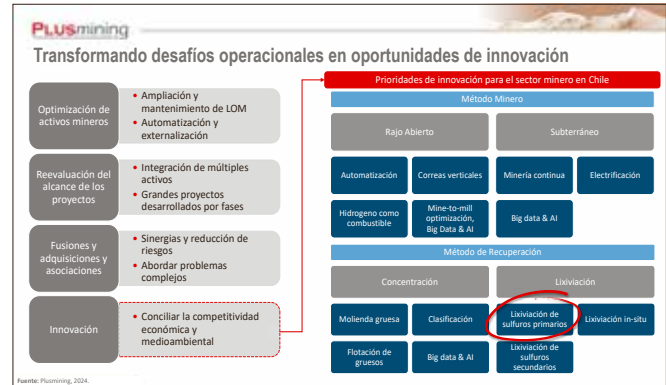 PLUSmining
Transformando desafíos operacionales en oportunidades de innovación
Optimización de
activos mineros
• Ampliación y
mantenimiento de LOM
• Automatización y
externalización
Reevaluación del
alcance de los
proyectos
• Integración de múltiples
activos
• Grandes proyectos
desarrollados por fases
Fusiones y
adquisiciones y
asociaciones
• Sinergias y reducción de
riesgos
• Abordar problemas
complejos
Innovación
• Conciliar la competitividad
económica y
medioambiental
Prioridades de innovación para el sector minero en Chile
Método Minero
Rajo Abierto
Subterráneo
Automatización
Correas verticales
Minería continua
Electrificación
Hidrogeno como
combustible
Mine-to-mill
optimización,
Big Data & AI
Big data & AI
Método de Recuperación
Concentración
Lixiviación
Molienda gruesa
Clasificación
Lixiviación de
sulfuros primarios
Lixiviación in-situ
Flotación de
gruesos
Big data & AI
Lixiviación de
sulfuros
secundarios
Fuente: Plusmining, 2024.